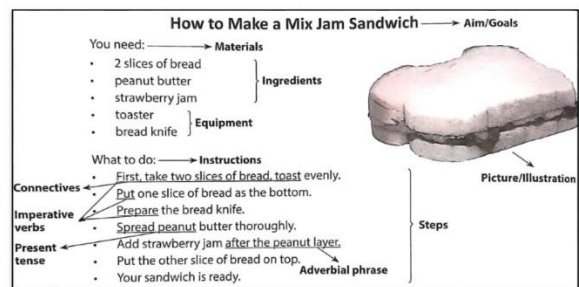 How to Make a Mix Jam Sandwich Aim/Goals
You need: Materials
• 2 slices of bread
• peanut butter
• strawberry jam
Ingredients
• toaster
• bread knife
Equipment
What to do: Instructions
• First, take two slices of bread, toast evenly.
• Put one slice of bread as the bottom.
• Prepare the bread knife.
• Spread peanut butter thoroughly.
• Add strawberry jam after the peanut layer.
• Put the other slice of bread on top.
• Your sandwich is ready.
Connectives
Imperative
verbs
Present
tense
Adverbial phrase
Steps
Picture/Illustration